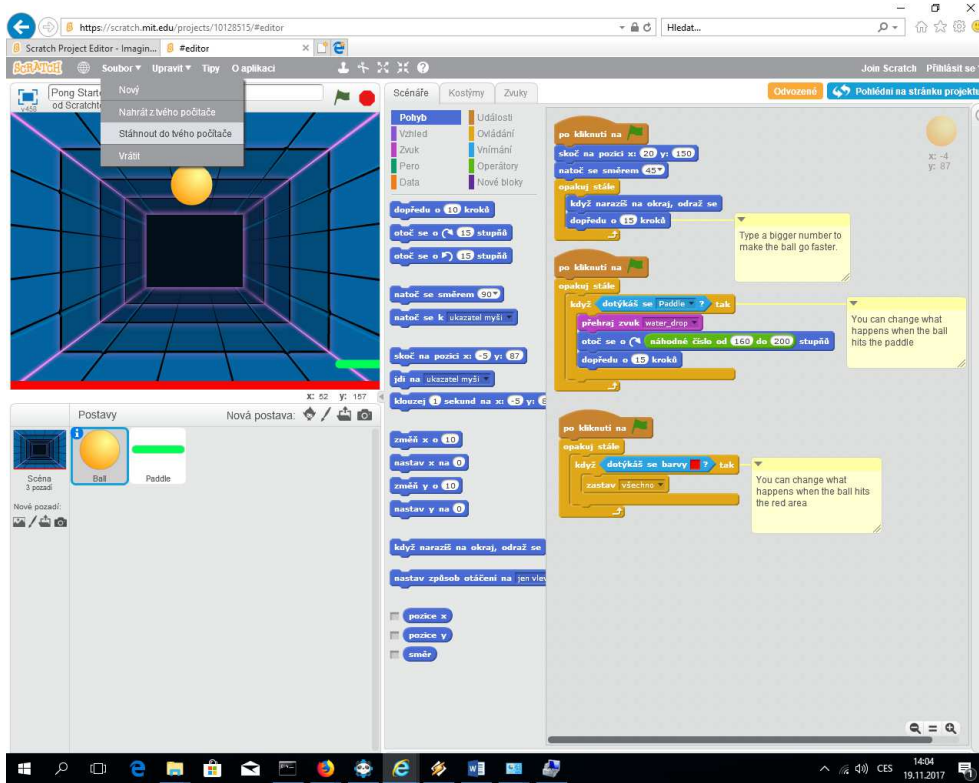 https://scratch.mit.edu/projects/10128515/#editor
Hledat...
Scratch Project Editor - Imagin...
#editor
SCRATCH
Soubor
Upravit
Tipy
O aplikaci
Join Scratch
Přihlásit se
Pong Start
od Scratcht
v456
Nový
Nahrát z tvého počítače
Stáhnout do tvého počítače
Vrátit
Scénáře
Kostýmy
Zvuky
Odvozené
Pohlédni na stránku projektu
Pohyb
Události
Vzhled
Ovládání
Zvuk
Vnímání
Pero
Operátory
Data
Nové bloky
dopředu o 10 kroků
otoč se o 15 stupňů
otoč se o 15 stupňů
natoč se směrem 90
natoč se k ukazatel myši
skoč na pozici x: -5 y: 87
jdi na ukazatel myši
klouzej 1 sekund na x: -5 y: 8
změň x o 10
nastav x na 0
změň y o 10
nastav y na 0
když narazíš na okraj, odraž se
nastav způsob otáčení na jen vlev
pozice x
pozice y
směr
po kliknutí na
skoč na pozici x: 20 y: 150
natoč se směrem 45
opakuj stále
když narazíš na okraj, odraž se
dopředu o 15 kroků
Type a bigger number to
make the ball go faster.
po kliknutí na
opakuj stále
když dotýkáš se Paddle ? tak
přehraj zvuk water_drop
otoč se o náhodné číslo od 160 do 200 stupňů
dopředu o 15 kroků
You can change what
happens when the ball
hits the paddle
po kliknutí na
opakuj stále
když dotýkáš se barvy ? tak
zastav všechno
You can change what
happens when the ball hits
the red area
x: -4
y: 87
X: 52 Y: 157
Postavy
Nová postava:
Scéna
3 pozadí
Ball
Paddle
Nové pozadí:
CES
14:04
19.11.2017